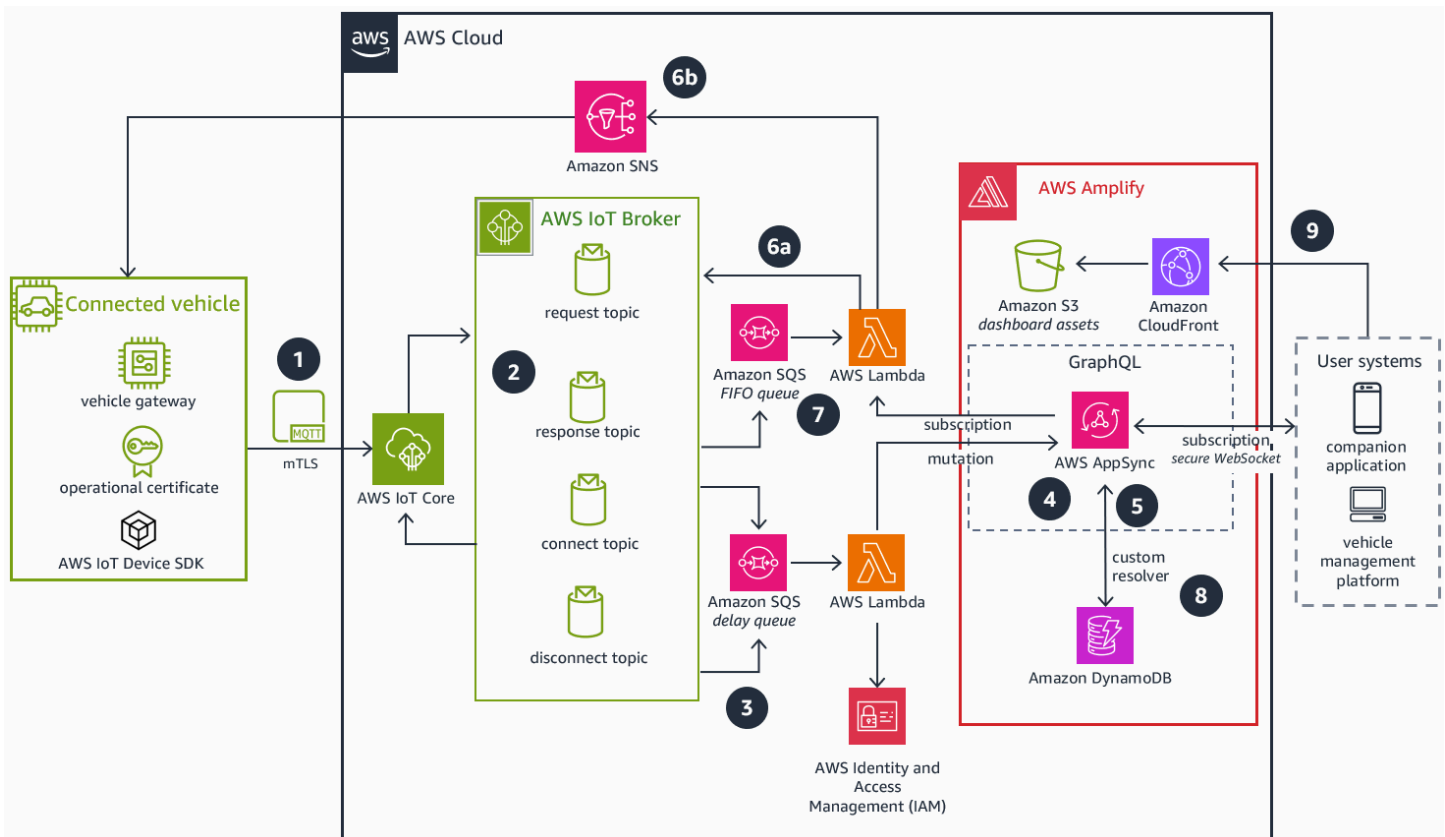 aws
AWS Cloud
6b
Amazon SNS
AWS Amplify
AWS IoT Broker
6a
9
request topic
Amazon S3
dashboard assets
Amazon
CloudFront
Connected vehicle
vehicle gateway
operational certificate
AWS IoT Device SDK
1
MQTT
mTLS
AWS IoT Core
2
response topic
connect topic
disconnect topic
Amazon SQS
FIFO queue
7
AWS Lambda
GraphQL
subscription
mutation
AWS AppSync
4
5
subscription
secure WebSocket
User systems
companion
application
vehicle
management
platform
Amazon SQS
delay queue
3
AWS Lambda
custom
resolver
8
Amazon DynamoDB
AWS Identity and
Access
Management (IAM)